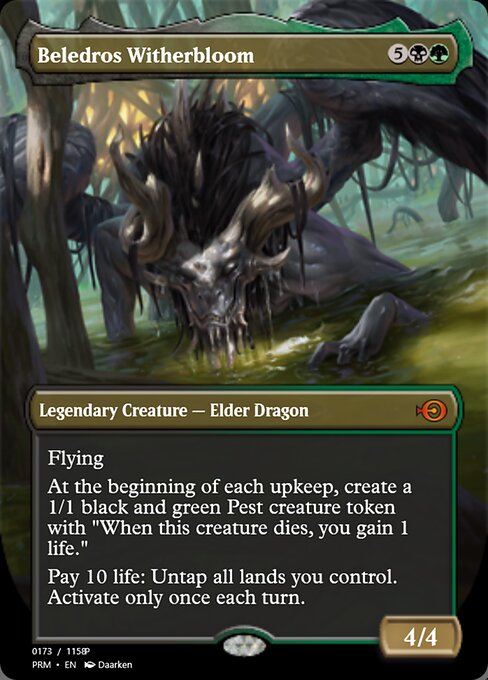 Beledros Witherbloom 5
Legendary Creature — Elder Dragon
Flying
At the beginning of each upkeep, create a
1/1 black and green Pest creature token
with "When this creature dies, you gain 1
life."
Pay 10 life: Untap all lands you control.
Activate only once each turn.
4/4
0173 / 1158P
PRM • EN Daarken